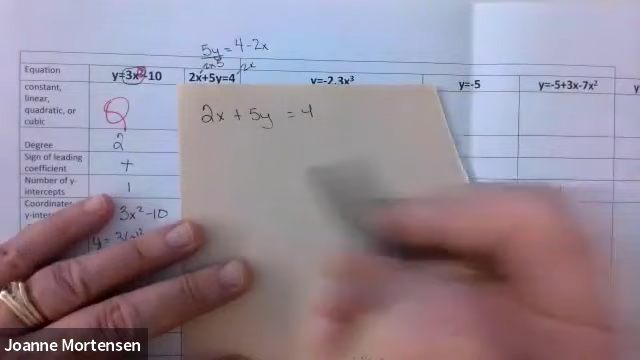 5y = 4 - 2x
Equation y=3x²-10 2x+5y=4 y=-2.3x³ y=-5 y=-5+3x-7x²
constant,
linear,
quadratic, or
cubic Q
2x + 5y = 4
Degree 2
Sign of leading
coefficient +
Number of y-
intercepts 1
Coordinates
y-inter
3x²-10
y =
Joanne Mortensen